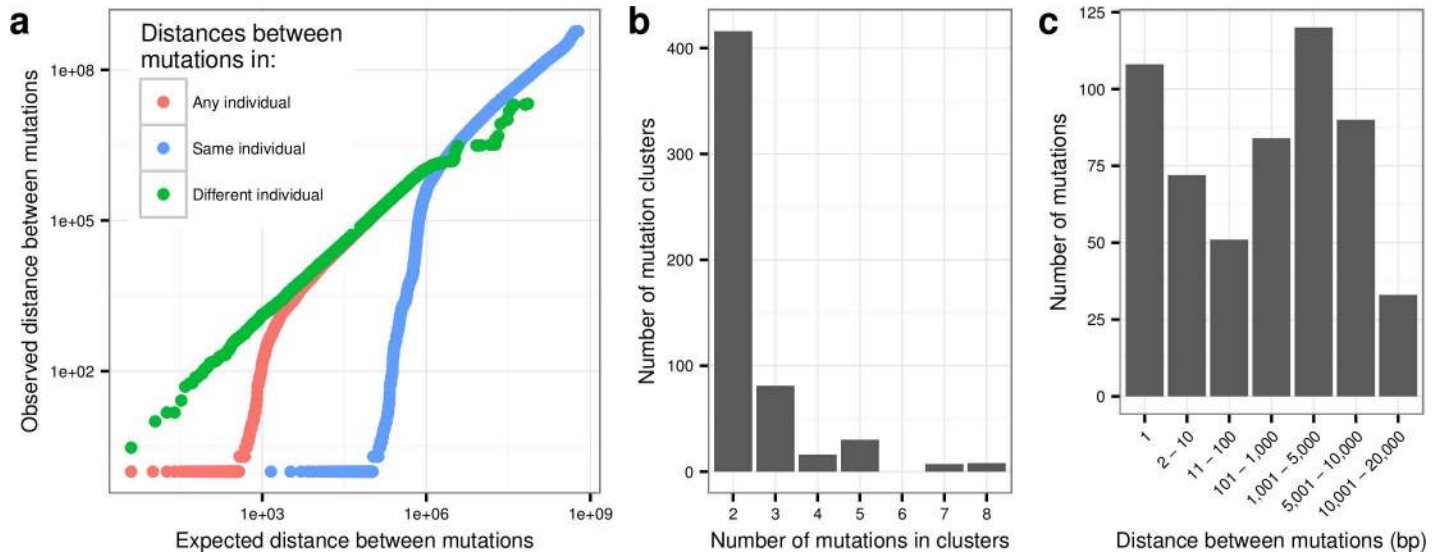 a
Distances between
mutations in:
Any individual
Same individual
Different individual
Observed distance between mutations
1e+08
1e+05
1e+02
1e+03
1e+06
1e+09
Expected distance between mutations
b
Number of mutation clusters
400
300
200
100
0
2
3
4
5
6
7
8
Number of mutations in clusters
c
Number of mutations
125
100
75
50
25
0
1
2 – 10
11 – 100
101 – 1,000
1,001 – 5,000
5,001 – 10,000
10,001 – 20,000
Distance between mutations (bp)